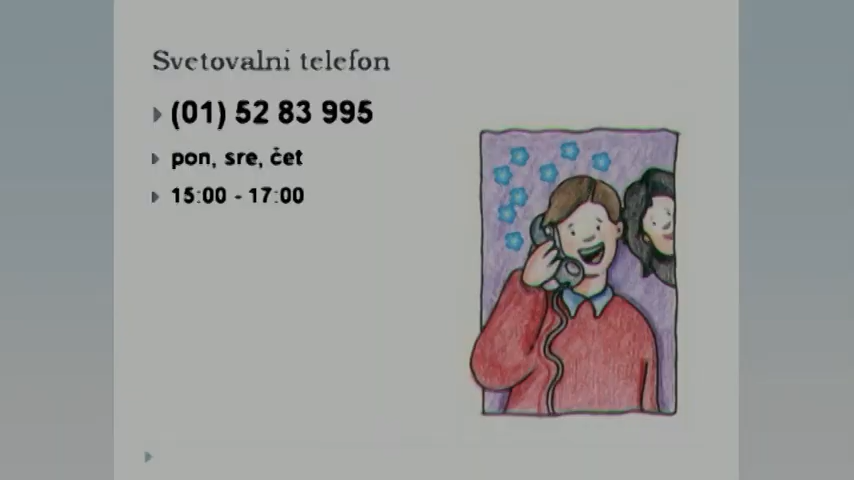 Svetovalni telefon
(01) 52 83 995
pon, sre, čet
15:00 - 17:00